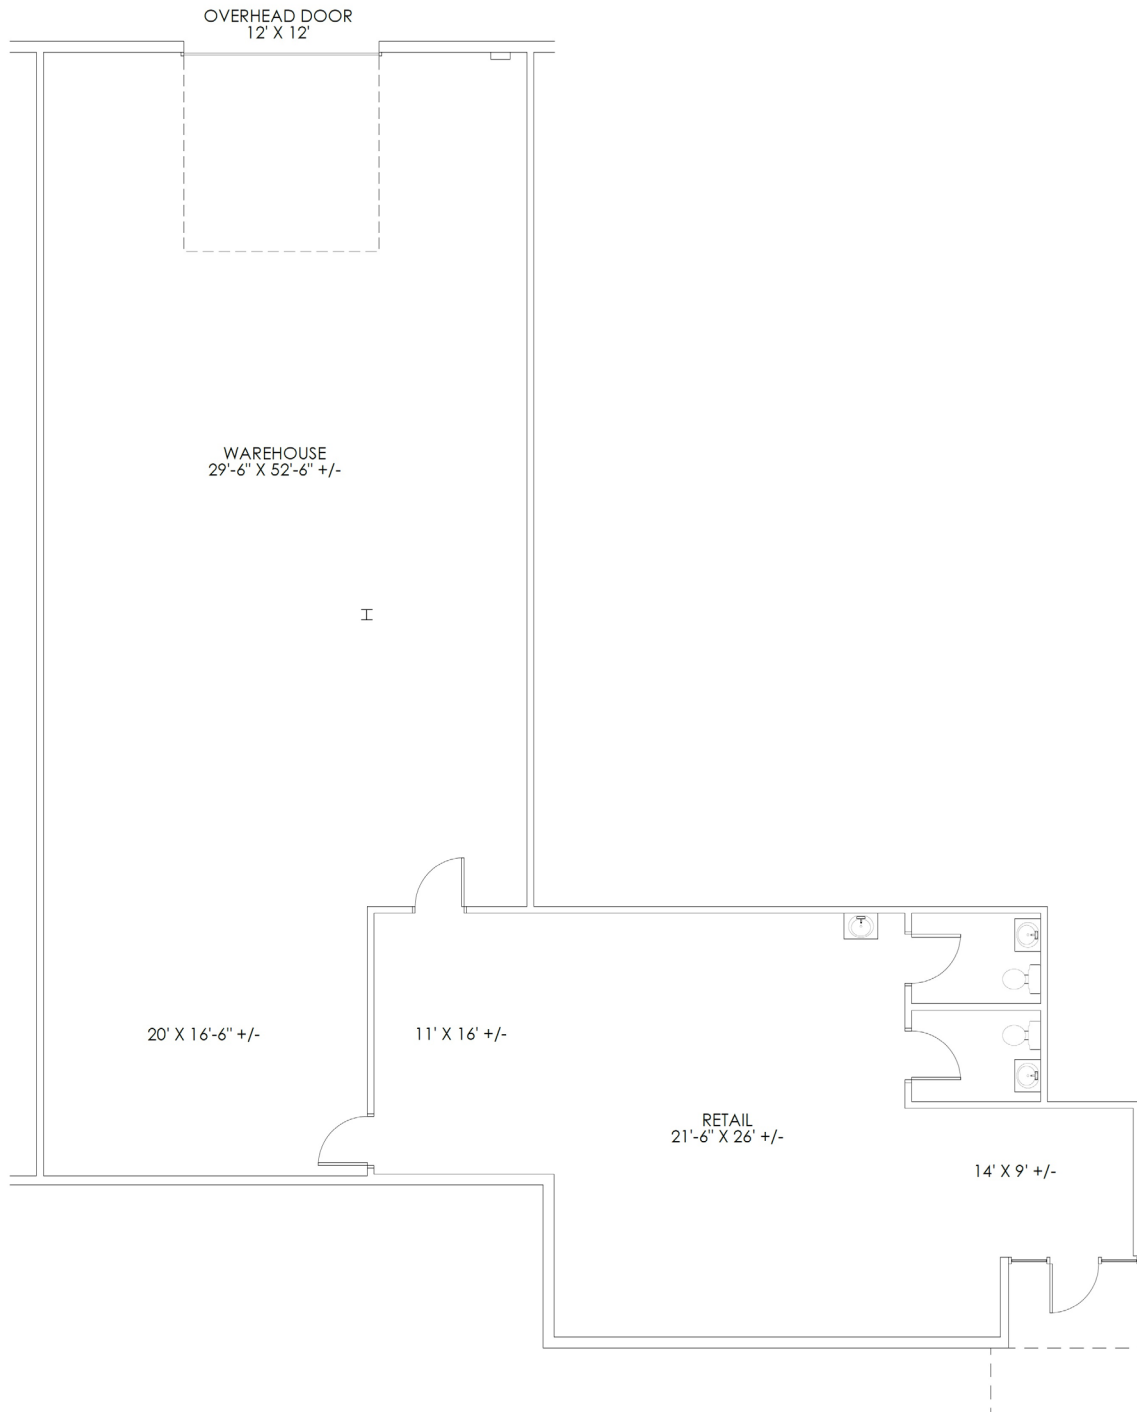 OVERHEAD DOOR
12' X 12'
WAREHOUSE
29'-6" X 52'-6" +/-
20' X 16'-6" +/-
11' X 16' +/-
RETAIL
21'-6" X 26' +/-
14' X 9' +/-